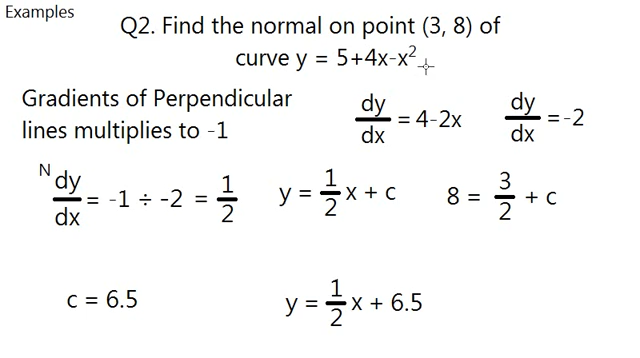 Examples
Q2. Find the normal on point (3, 8) of
curve y = 5+4x-x²
Gradients of Perpendicular
lines multiplies to -1
dy/dx = 4-2x
dy/dx = -2
N dy/dx = -1 ÷ -2 = 1/2
y = 1/2 x + c
8 = 3/2 + c
c = 6.5
y = 1/2 x + 6.5